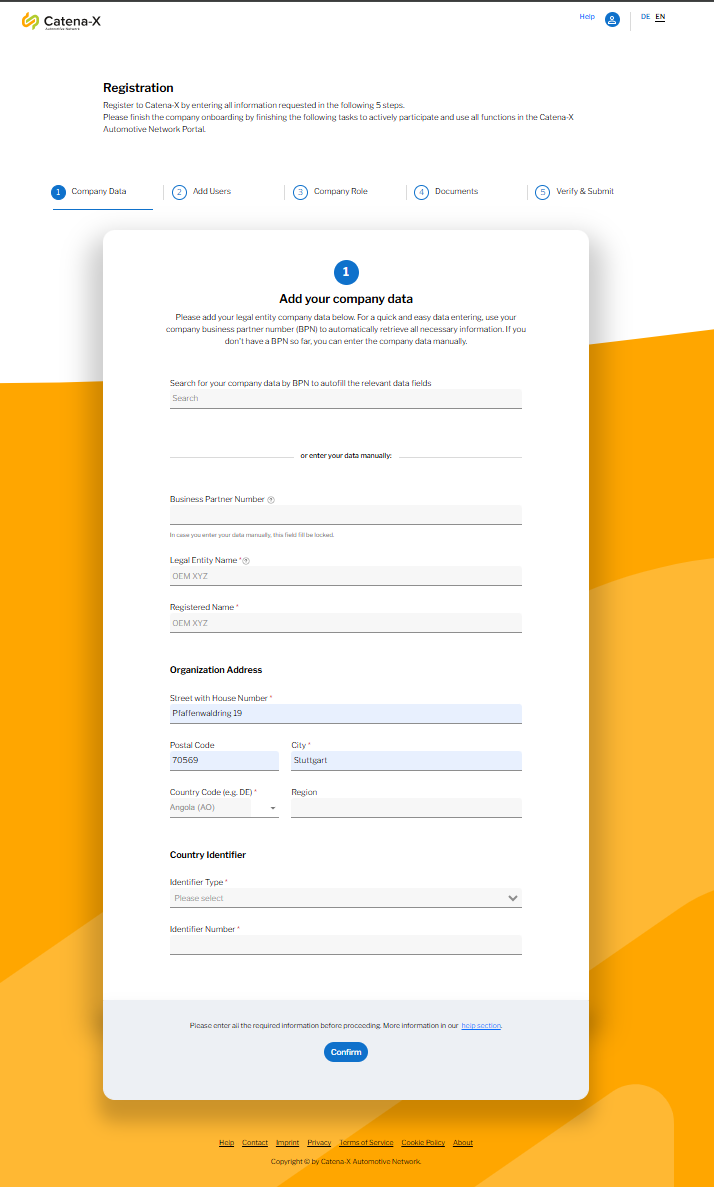 Catena-X
Automotive Network
Help
DE EN
Registration
Register to Catena-X by entering all information requested in the following 5 steps.
Please finish the company onboarding by finishing the following tasks to actively participate and use all functions in the Catena-X
Automotive Network Portal.
1 Company Data
2 Add Users
3 Company Role
4 Documents
5 Verify & Submit
1
Add your company data
Please add your legal entity company data below. For a quick and easy data entering, use your
company business partner number (BPN) to automatically retrieve all necessary information. If you
don't have a BPN so far, you can enter the company data manually.
Search for your company data by BPN to autofill the relevant data fields
Search
or enter your data manually:
Business Partner Number ?
In case you enter your data manually, this field fill be locked.
Legal Entity Name * ?
OEM XYZ
Registered Name *
OEM XYZ
Organization Address
Street with House Number *
Pfaffenwaldring 19
Postal Code City *
70569 Stuttgart
Country Code (e.g. DE) * Region
Angola (AO)
Country Identifier
Identifier Type *
Please select
Identifier Number *
Please enter all the required information before proceeding. More information in our help section.
Confirm
Help Contact Imprint Privacy Terms of Service Cookie Policy About
Copyright © by Catena-X Automotive Network.